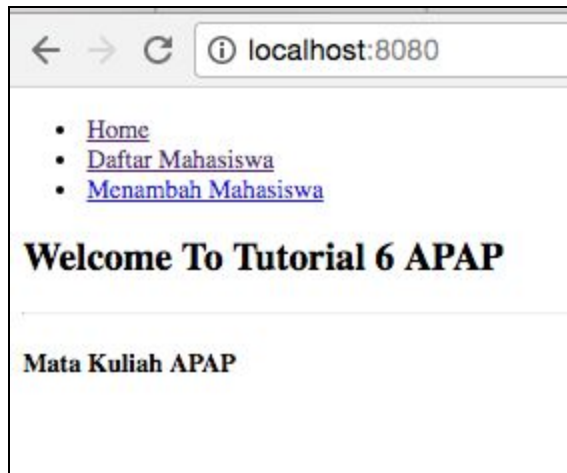 localhost:8080
Home
Daftar Mahasiswa
Menambah Mahasiswa
Welcome To Tutorial 6 APAP
Mata Kuliah APAP